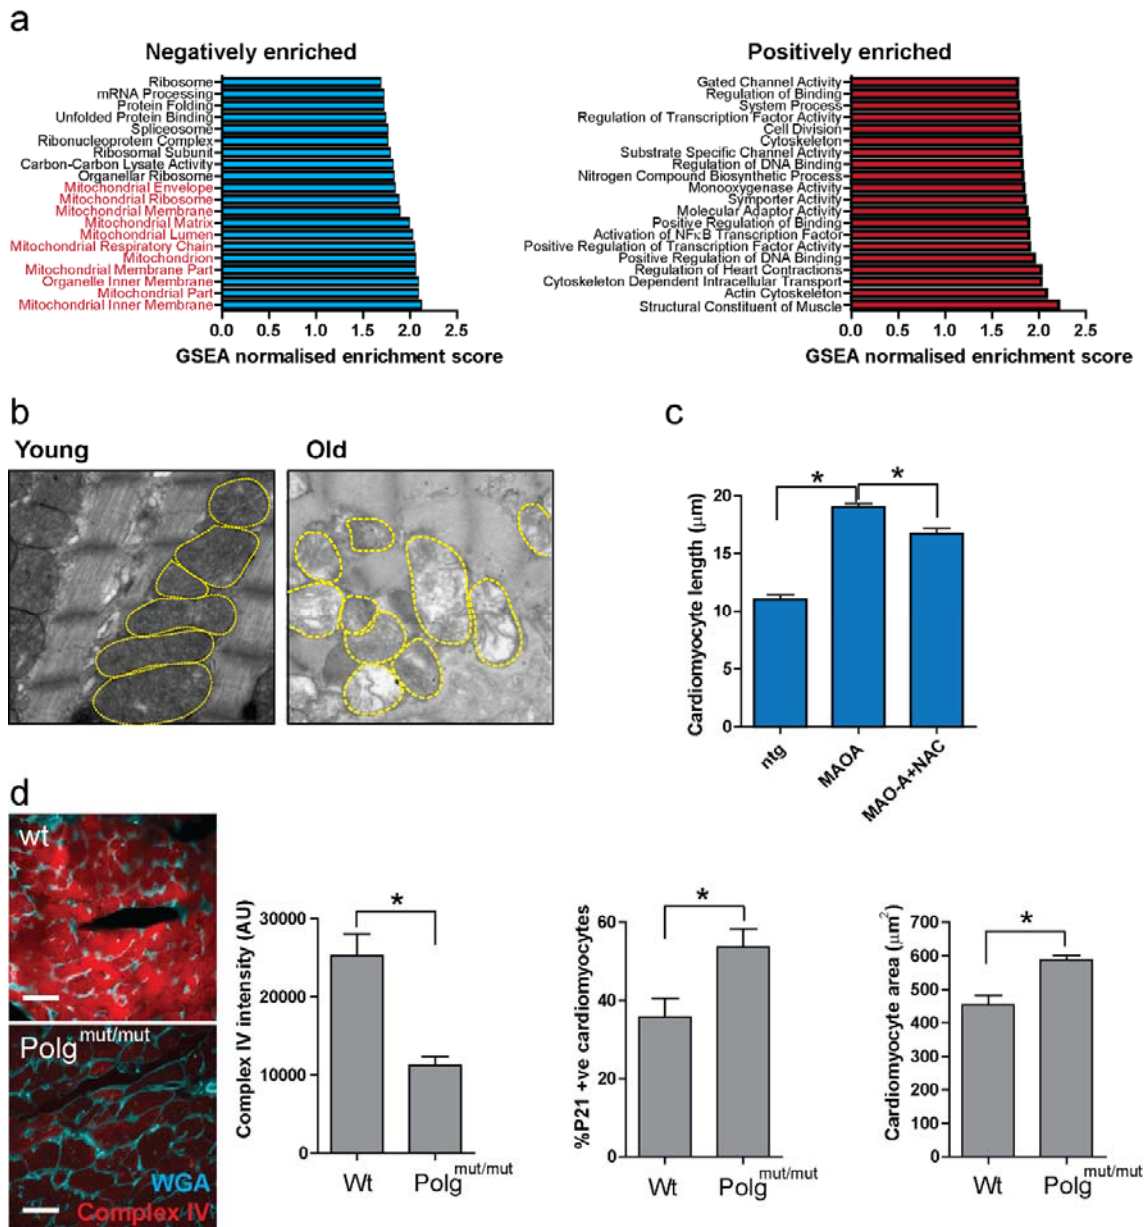 a
Negatively enriched
Ribosome
mRNA Processing
Protein Folding
Unfolded Protein Binding
Spliceosome
Ribonucleoprotein Complex
Ribosomal Subunit
Carbon-Carbon Lysate Activity
Organellar Ribosome
Mitochondrial Envelope
Mitochondrial Ribosome
Mitochondrial Membrane
Mitochondrial Matrix
Mitochondrial Lumen
Mitochondrial Respiratory Chain
Mitochondrion
Mitochondrial Membrane Part
Organelle Inner Membrane
Mitochondrial Part
Mitochondrial Inner Membrane
0.0 0.5 1.0 1.5 2.0 2.5
GSEA normalised enrichment score
Positively enriched
Gated Channel Activity
Regulation of Binding
System Process
Regulation of Transcription Factor Activity
Cell Division
Cytoskeleton
Substrate Specific Channel Activity
Regulation of DNA Binding
Nitrogen Compound Biosynthetic Process
Monooxygenase Activity
Symporter Activity
Molecular Adaptor Activity
Positive Regulation of Binding
Activation of NFκB Transcription Factor
Positive Regulation of Transcription Factor Activity
Positive Regulation of DNA Binding
Regulation of Heart Contractions
Cytoskeleton Dependent Intracellular Transport
Actin Cytoskeleton
Structural Constituent of Muscle
0.0 0.5 1.0 1.5 2.0 2.5
GSEA normalised enrichment score
b
Young
Old
c
Cardiomyocyte length (μm)
20
15
10
5
0
* *
ntg MAOA MAO-A+NAC
d
wt
Polg mut/mut
WGA
Complex IV
Complex IV intensity (AU)
30000
20000
10000
0
*
Wt Polg mut/mut
%P21 +ve cardiomyocytes
60
40
20
0
*
Wt Polg mut/mut
Cardiomyocyte area (μm²)
700
600
500
400
300
200
100
0
*
Wt Polg mut/mut